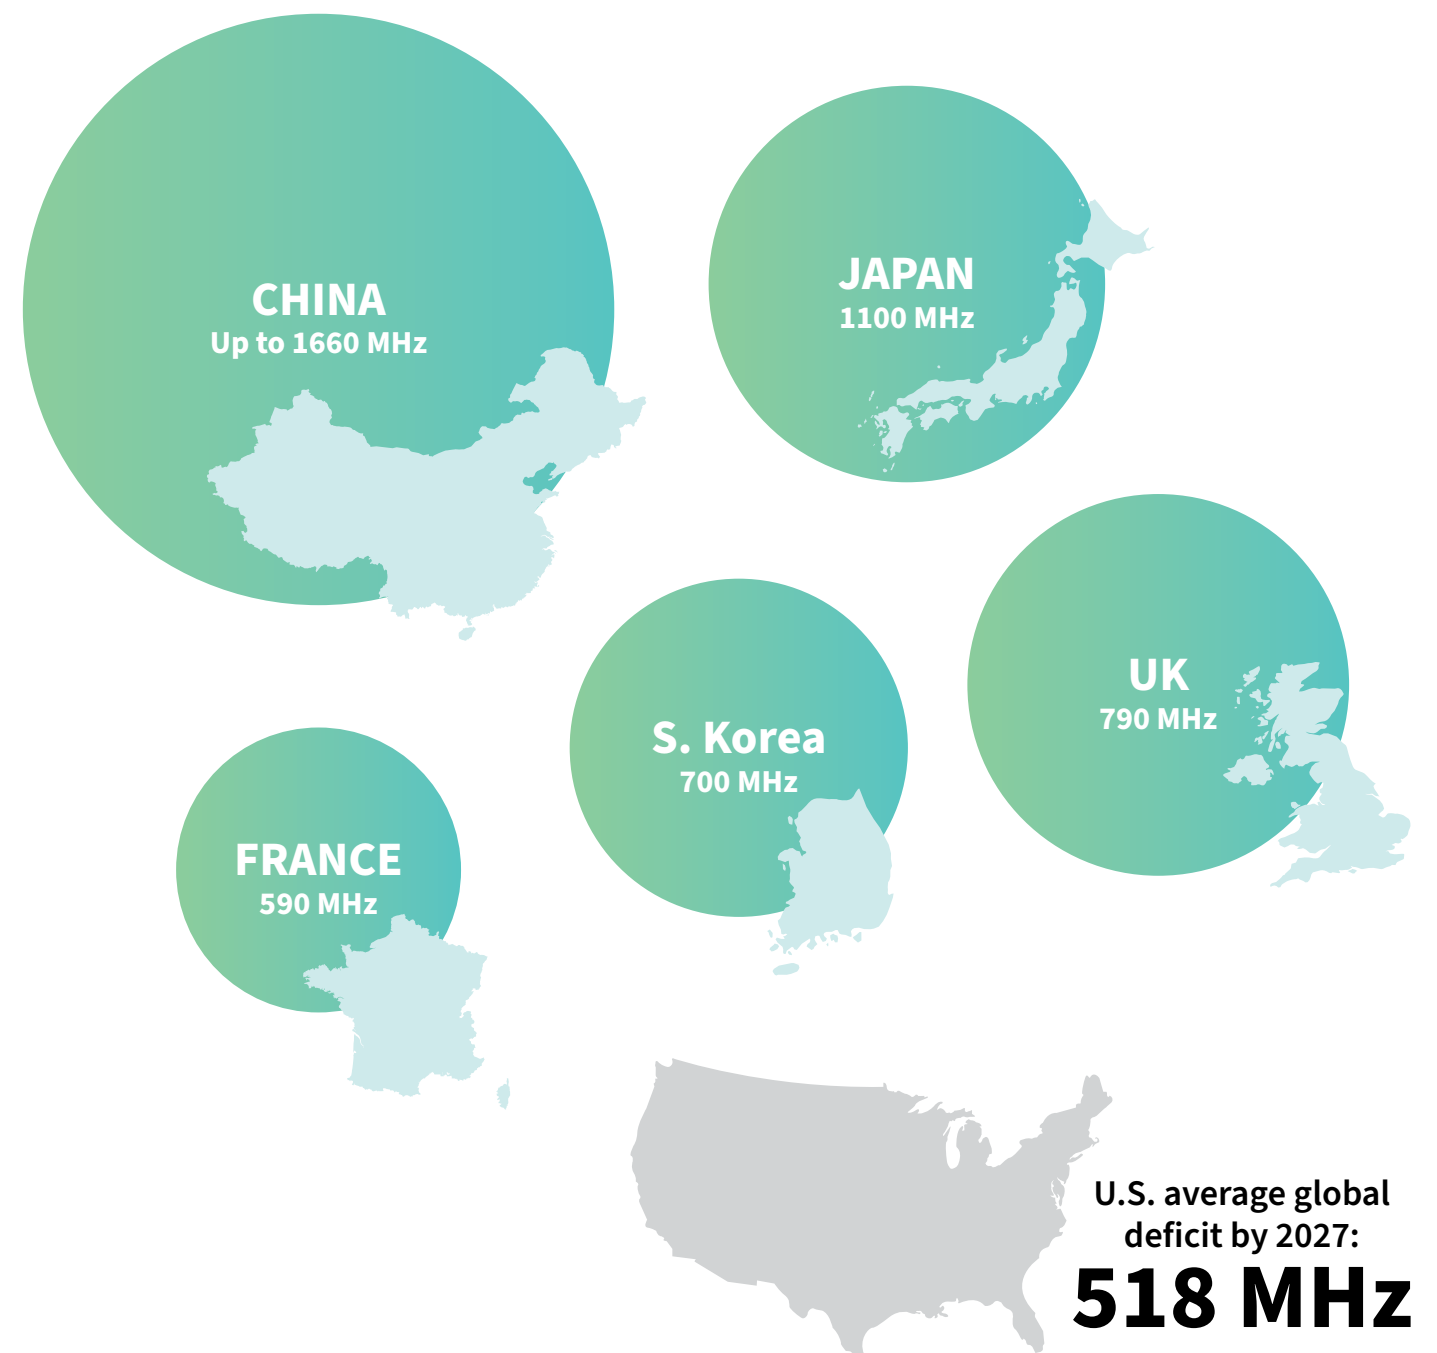 CHINA
Up to 1660 MHz
JAPAN
1100 MHz
UK
790 MHz
S. Korea
700 MHz
FRANCE
590 MHz
U.S. average global
deficit by 2027:
518 MHz